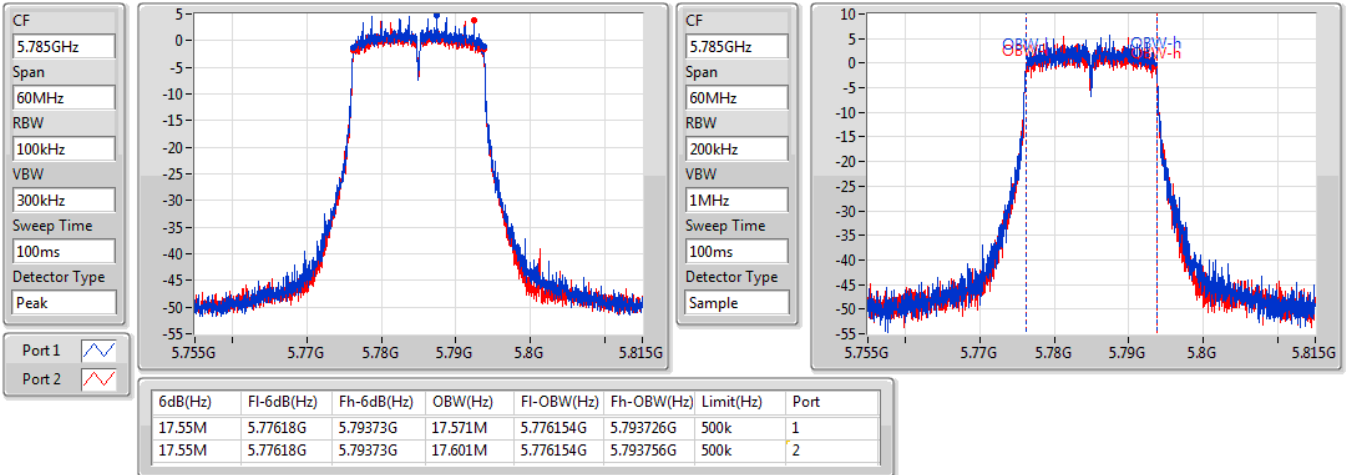 CF
5.785GHz
Span
60MHz
RBW
100kHz
VBW
300kHz
Sweep Time
100ms
Detector Type
Peak
Port 1
Port 2
5
0
-5
-10
-15
-20
-25
-30
-35
-40
-45
-50
-55
5.755G 5.77G 5.78G 5.79G 5.8G 5.815G
CF
5.785GHz
Span
60MHz
RBW
200kHz
VBW
1MHz
Sweep Time
100ms
Detector Type
Sample
10
5
0
-5
-10
-15
-20
-25
-30
-35
-40
-45
-50
-55
OBW-h
OBW-h
5.755G 5.77G 5.78G 5.79G 5.8G 5.815G
6dB(Hz) Fl-6dB(Hz) Fh-6dB(Hz) OBW(Hz) Fl-OBW(Hz) Fh-OBW(Hz) Limit(Hz) Port
17.55M 5.77618G 5.79373G 17.571M 5.776154G 5.793726G 500k 1
17.55M 5.77618G 5.79373G 17.601M 5.776154G 5.793756G 500k 2